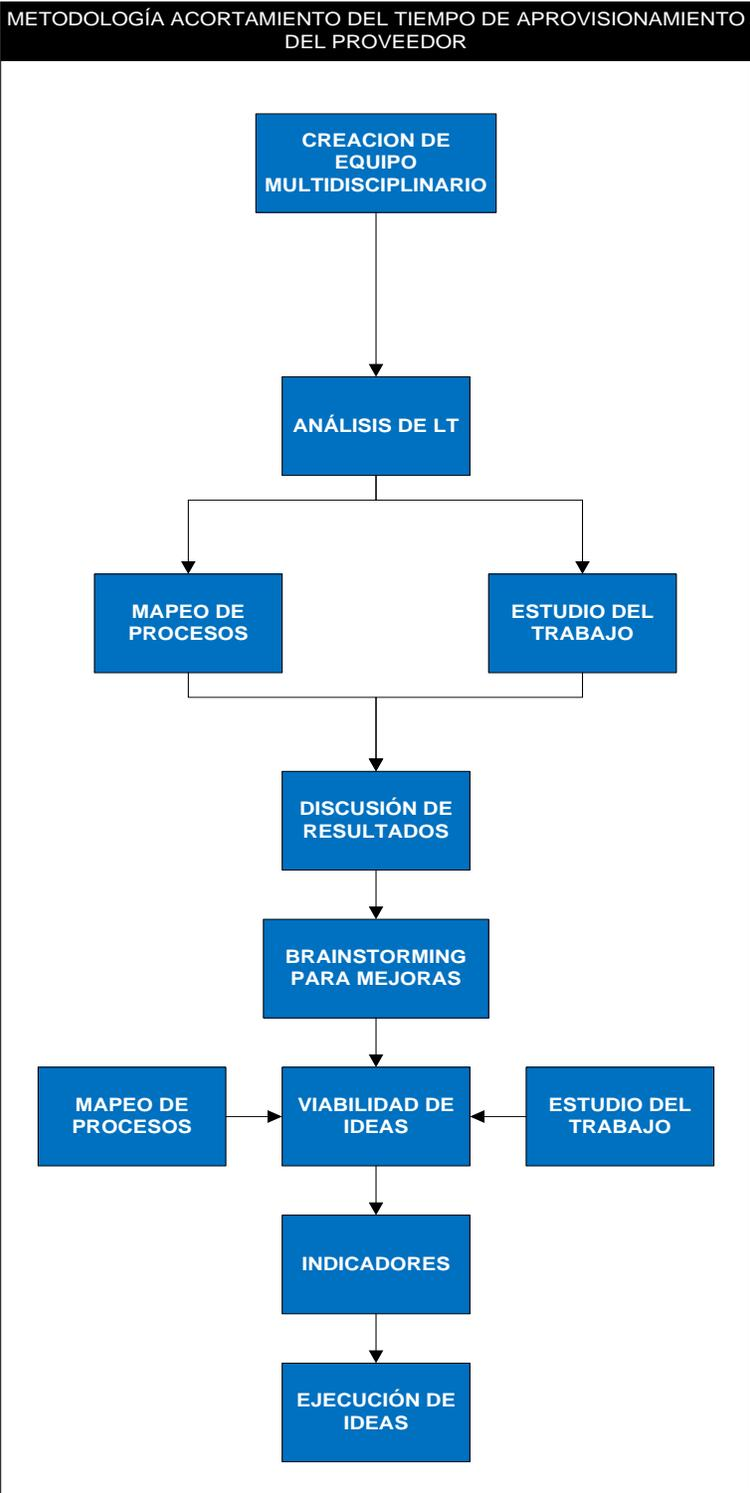 METODOLOGÍA ACORTAMIENTO DEL TIEMPO DE APROVISIONAMIENTO
DEL PROVEEDOR
CREACION DE
EQUIPO
MULTIDISCIPLINARIO
ANÁLISIS DE LT
MAPEO DE
PROCESOS
ESTUDIO DEL
TRABAJO
DISCUSIÓN DE
RESULTADOS
BRAINSTORMING
PARA MEJORAS
MAPEO DE
PROCESOS
VIABILIDAD DE
IDEAS
ESTUDIO DEL
TRABAJO
INDICADORES
EJECUCIÓN DE
IDEAS